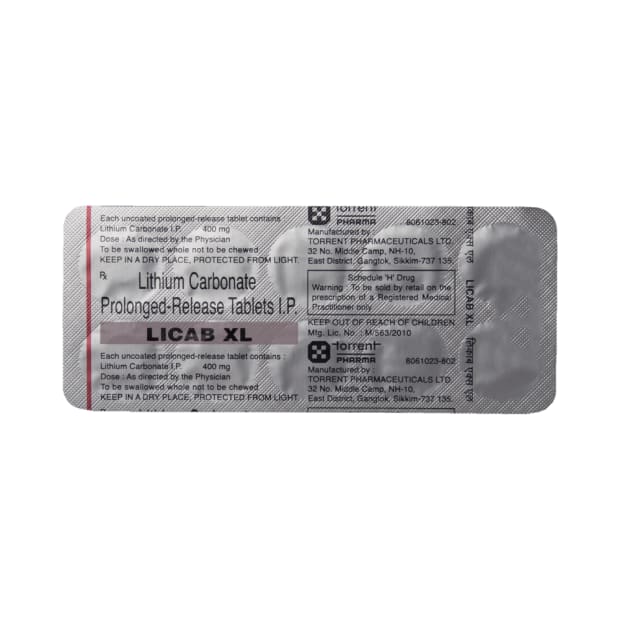 Each uncoated prolonged-release tablet contains
Lithium Carbonate I.P. 400 mg
Dose : As directed by the Physician
To be swallowed whole not to be chewed
KEEP IN A DRY PLACE, PROTECTED FROM LIGHT.
Rx
Lithium Carbonate
Prolonged-Release Tablets I.P.
LICAB XL
Each uncoated prolonged-release tablet contains :
Lithium Carbonate I.P. 400 mg
Dose : As directed by the Physician
To be swallowed whole not to be chewed
KEEP IN A DRY PLACE, PROTECTED FROM LIGHT.
torrent
PHARMA 6061023-802
Manufactured by :
TORRENT PHARMACEUTICALS LTD.
32 No. Middle Camp, NH-10,
East District, Gangtok, Sikkim-737 135.
Schedule 'H' Drug
Warning : To be sold by retail on the
prescription of a Registered Medical
Practitioner only
KEEP OUT OF REACH OF CHILDREN
Mfg. Lic. No. : M/563/2010
torrent
PHARMA 6061023-802
Manufactured by :
TORRENT PHARMACEUTICALS LTD.
32 No. Middle Camp, NH-10,
East District, Gangtok, Sikkim-737 135.
LICAB XL